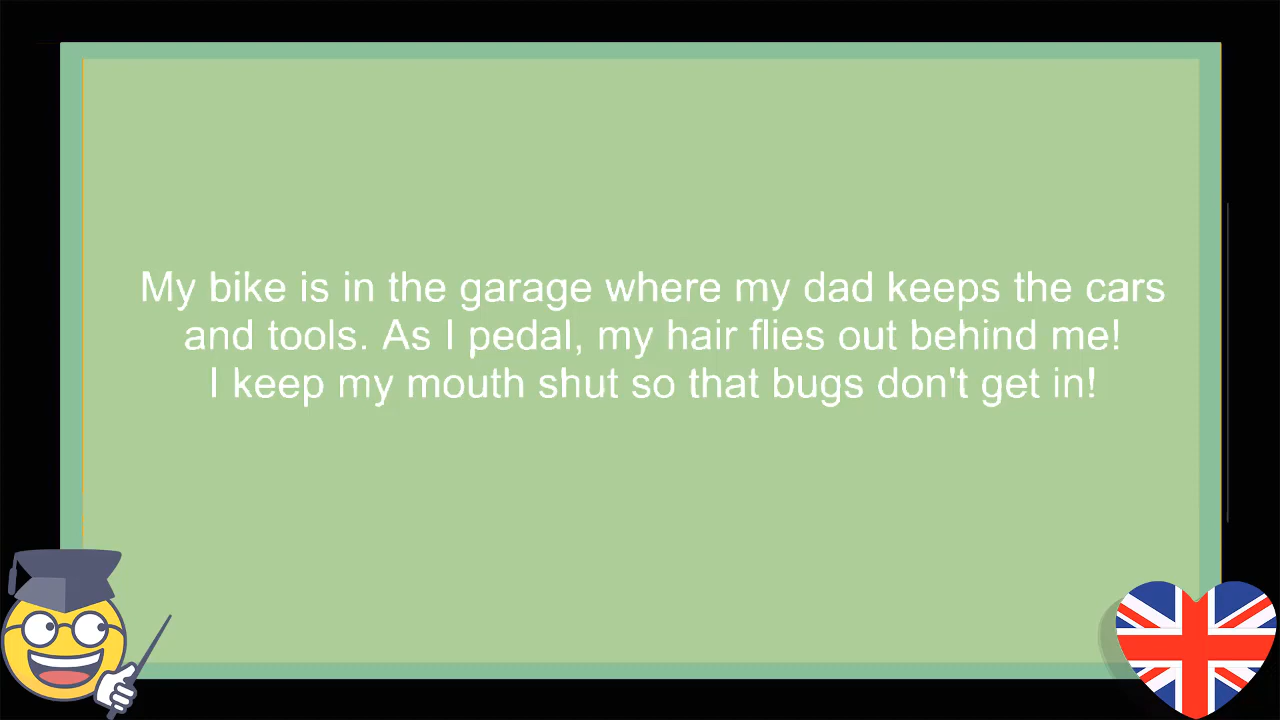 My bike is in the garage where my dad keeps the cars
and tools. As I pedal, my hair flies out behind me!
I keep my mouth shut so that bugs don't get in!